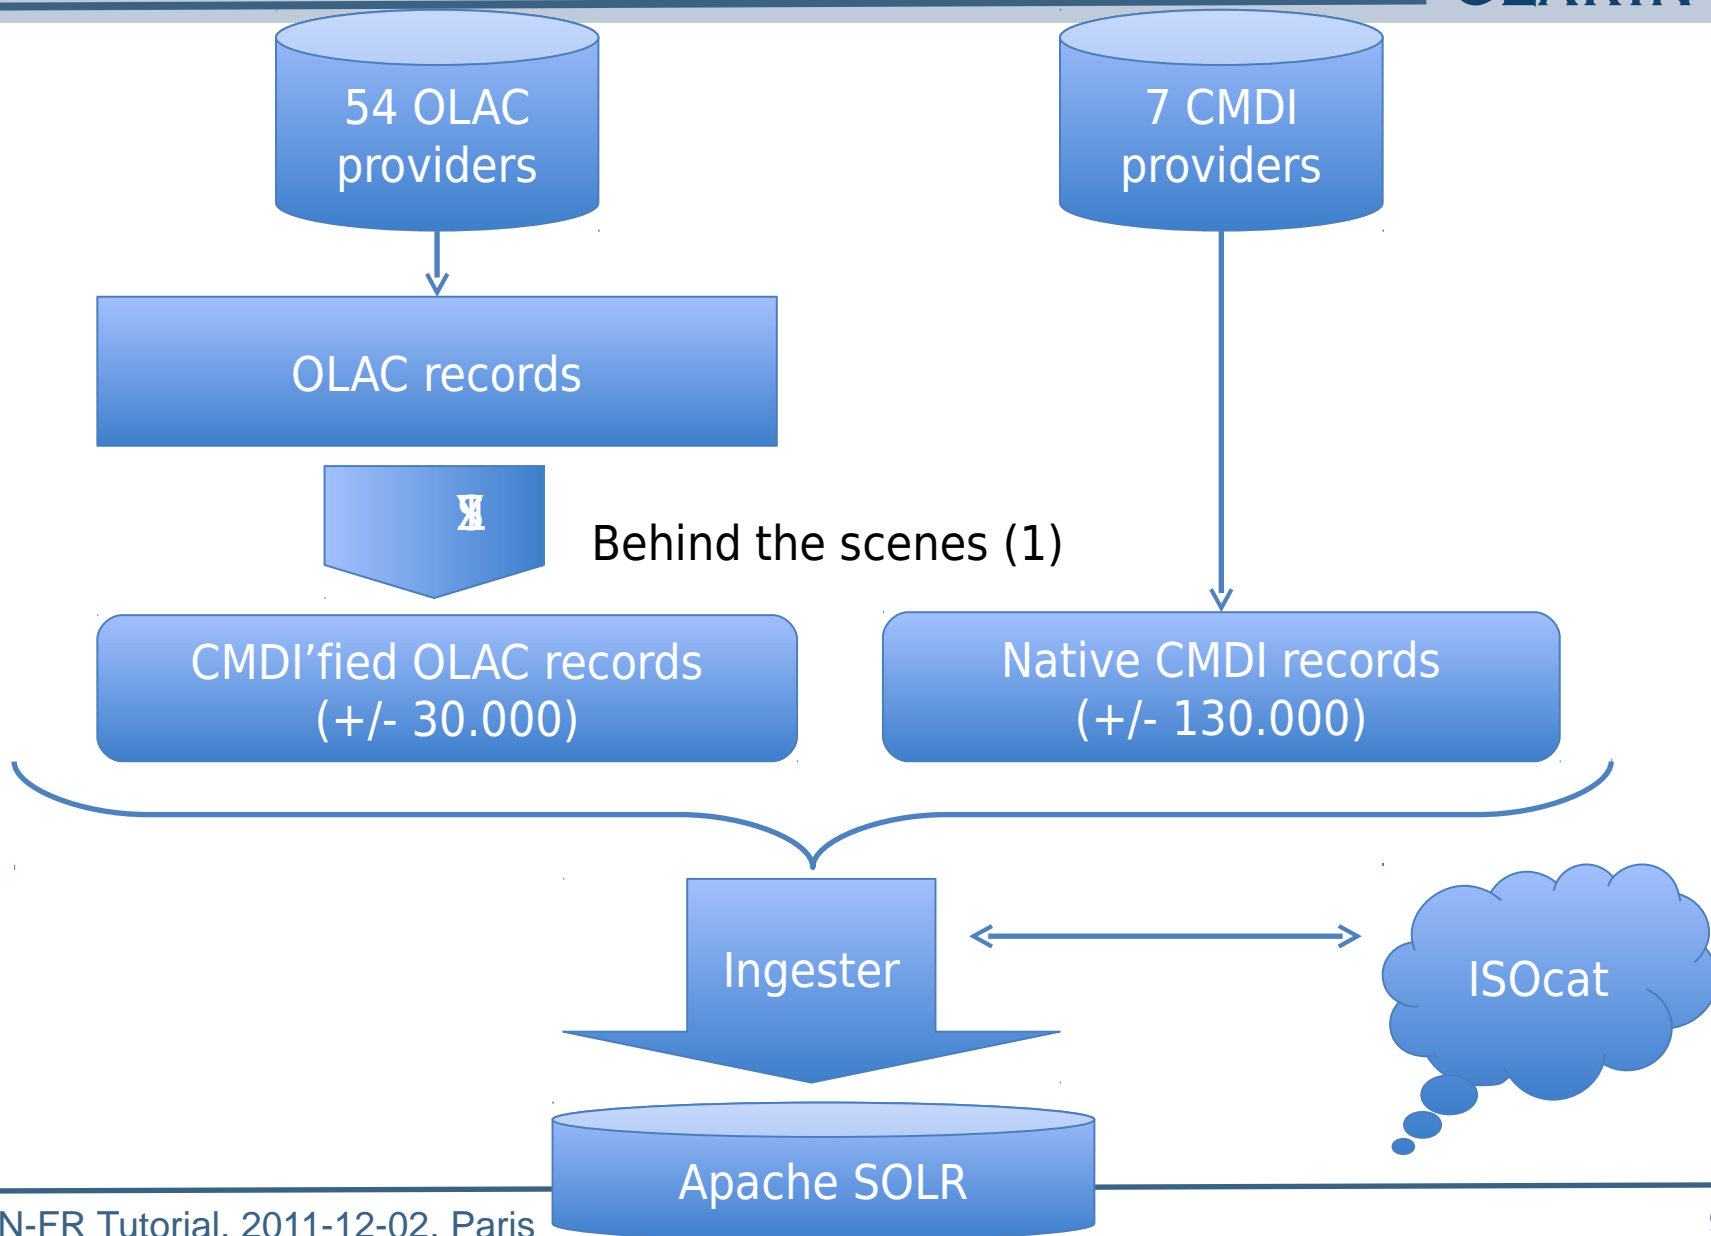 54 OLAC
providers
7 CMDI
providers
OLAC records
Behind the scenes (1)
CMDI’fied OLAC records
(+/- 30.000)
Native CMDI records
(+/- 130.000)
Ingester
ISOcat
Apache SOLR
N-FR Tutorial, 2011-12-02, Paris